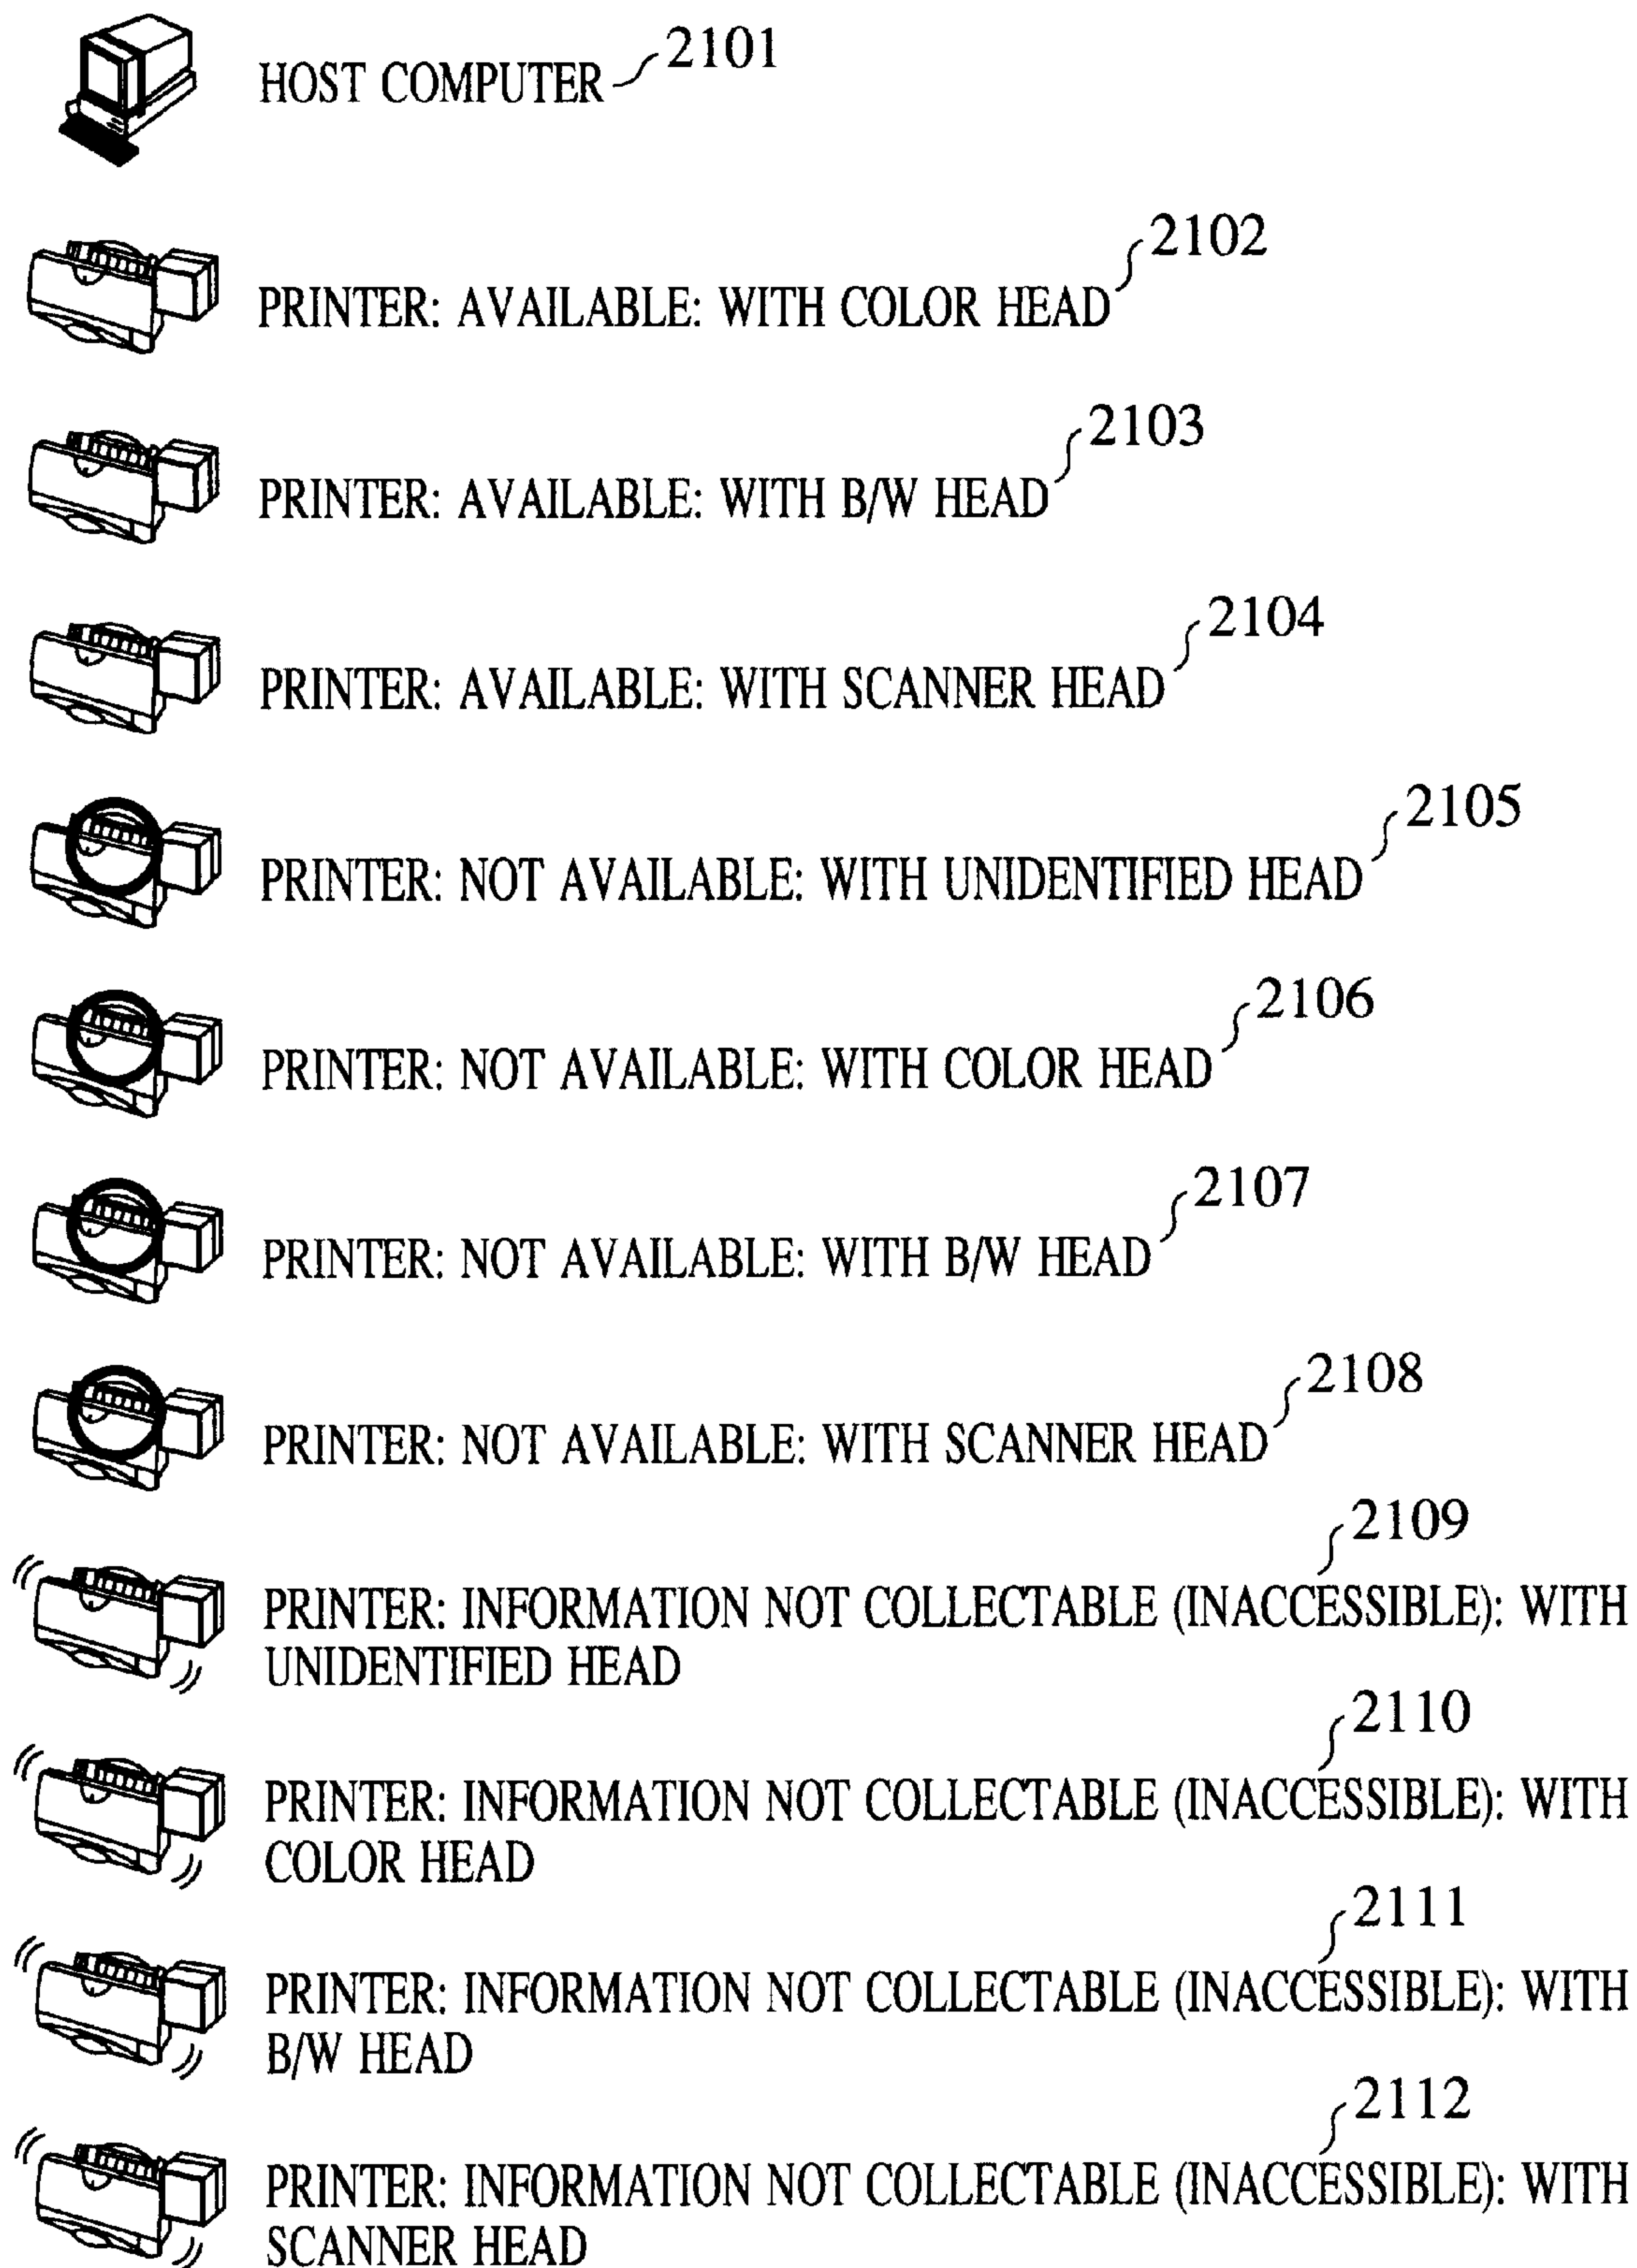 HOST COMPUTER 2101
PRINTER: AVAILABLE: WITH COLOR HEAD 2102
PRINTER: AVAILABLE: WITH B/W HEAD 2103
PRINTER: AVAILABLE: WITH SCANNER HEAD 2104
PRINTER: NOT AVAILABLE: WITH UNIDENTIFIED HEAD 2105
PRINTER: NOT AVAILABLE: WITH COLOR HEAD 2106
PRINTER: NOT AVAILABLE: WITH B/W HEAD 2107
PRINTER: NOT AVAILABLE: WITH SCANNER HEAD 2108
2109
PRINTER: INFORMATION NOT COLLECTABLE (INACCESSIBLE): WITH
UNIDENTIFIED HEAD
2110
PRINTER: INFORMATION NOT COLLECTABLE (INACCESSIBLE): WITH
COLOR HEAD
2111
PRINTER: INFORMATION NOT COLLECTABLE (INACCESSIBLE): WITH
B/W HEAD
2112
PRINTER: INFORMATION NOT COLLECTABLE (INACCESSIBLE): WITH
SCANNER HEAD